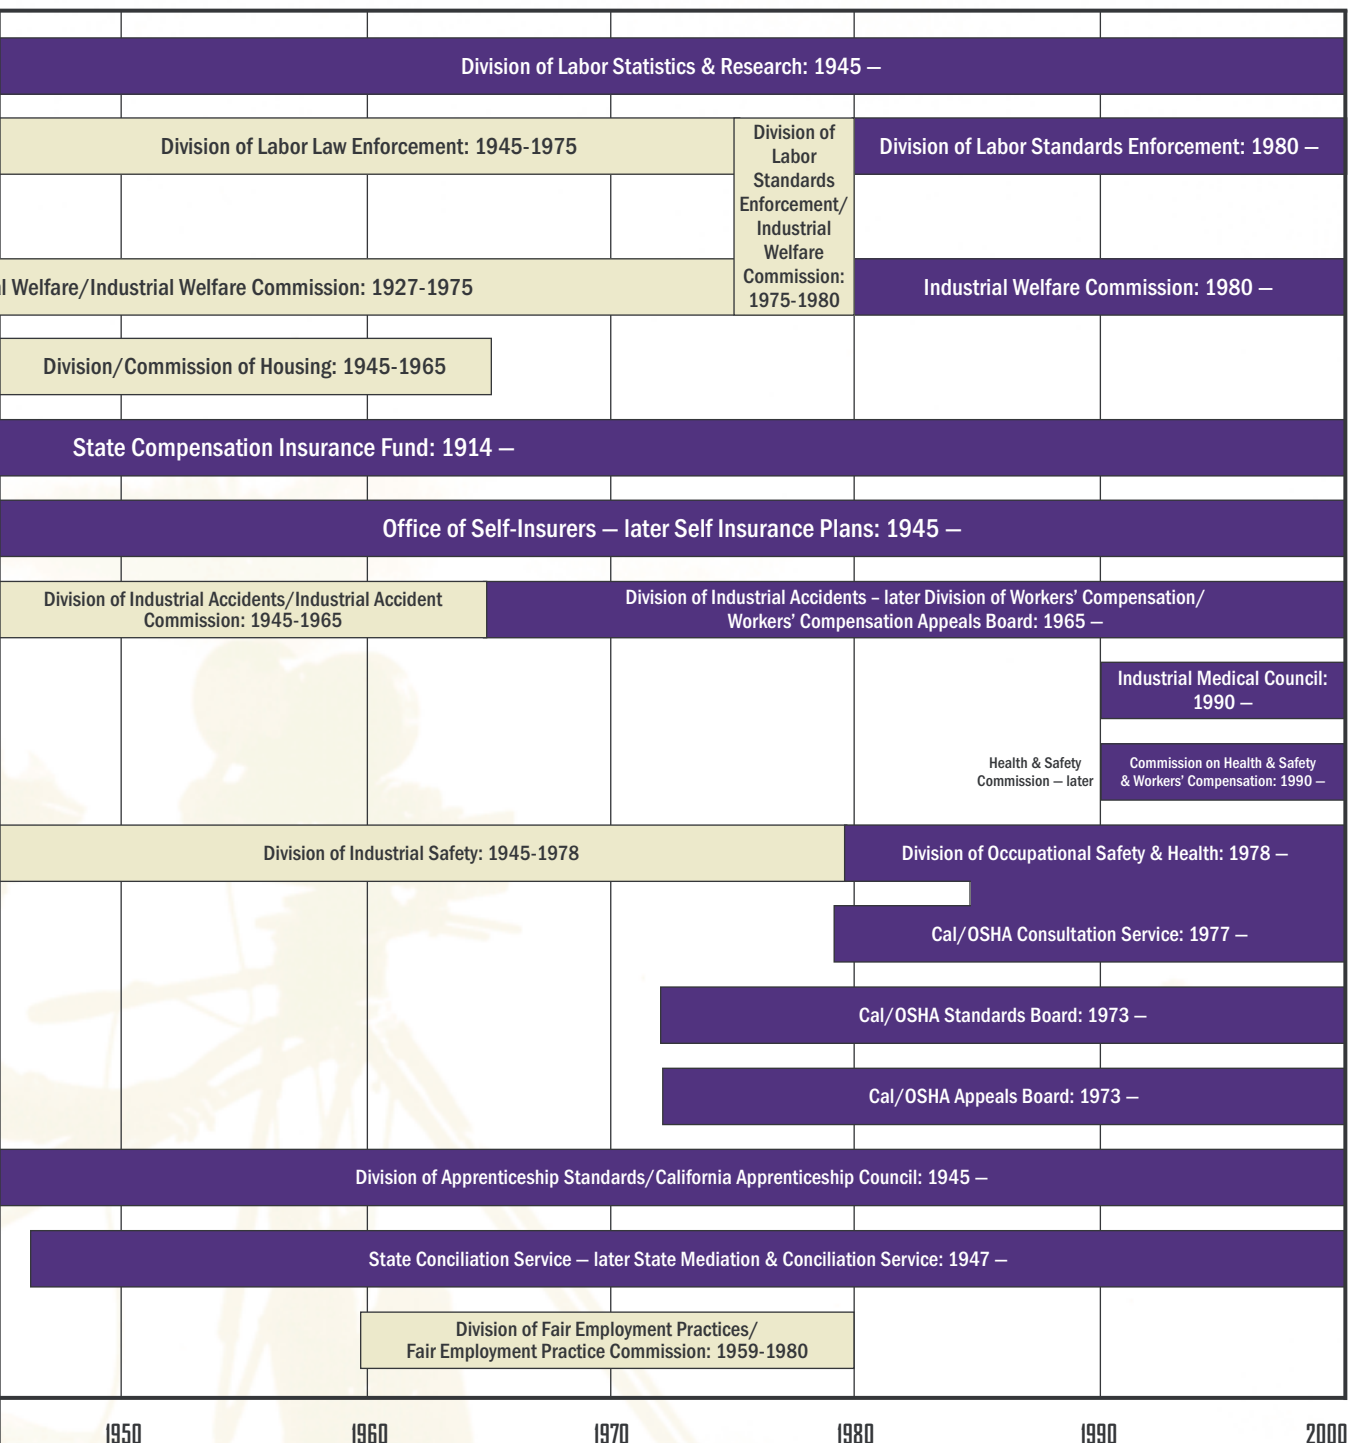 Division of Labor Statistics & Research: 1945 —
Division of Labor Law Enforcement: 1945-1975
Division of
Labor
Standards
Enforcement/
Industrial
Welfare
Commission:
1975-1980
Division of Labor Standards Enforcement: 1980 —
l Welfare/Industrial Welfare Commission: 1927-1975
Industrial Welfare Commission: 1980 —
Division/Commission of Housing: 1945-1965
State Compensation Insurance Fund: 1914 —
Office of Self-Insurers — later Self Insurance Plans: 1945 —
Division of Industrial Accidents/Industrial Accident
Commission: 1945-1965
Division of Industrial Accidents – later Division of Workers’ Compensation/
Workers’ Compensation Appeals Board: 1965 —
Industrial Medical Council:
1990 —
Health & Safety
Commission — later
Commission on Health & Safety
& Workers’ Compensation: 1990 —
Division of Industrial Safety: 1945-1978
Division of Occupational Safety & Health: 1978 —
Cal/OSHA Consultation Service: 1977 —
Cal/OSHA Standards Board: 1973 —
Cal/OSHA Appeals Board: 1973 —
Division of Apprenticeship Standards/California Apprenticeship Council: 1945 —
State Conciliation Service — later State Mediation & Conciliation Service: 1947 —
Division of Fair Employment Practices/
Fair Employment Practice Commission: 1959-1980
1950 1960 1970 1980 1990 2000